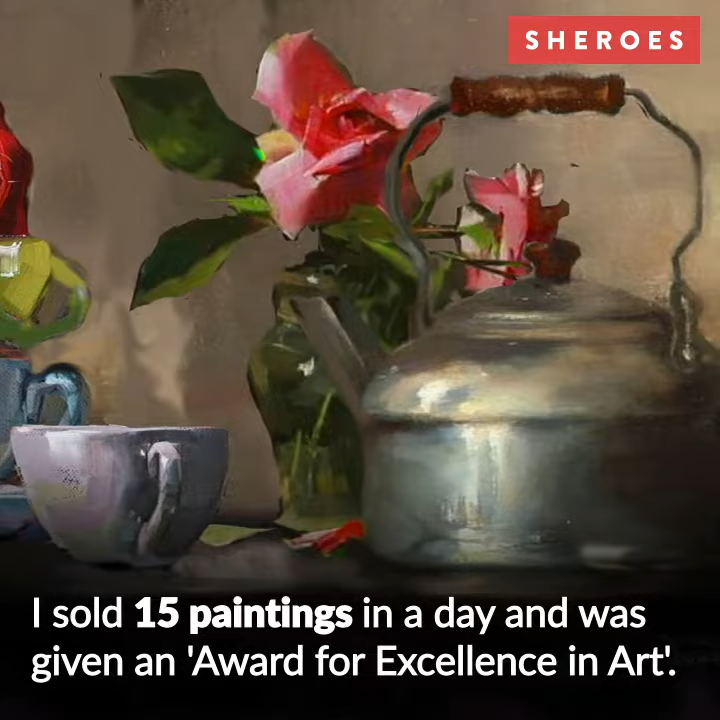 SHEROES
I sold 15 paintings in a day and was
given an 'Award for Excellence in Art'.